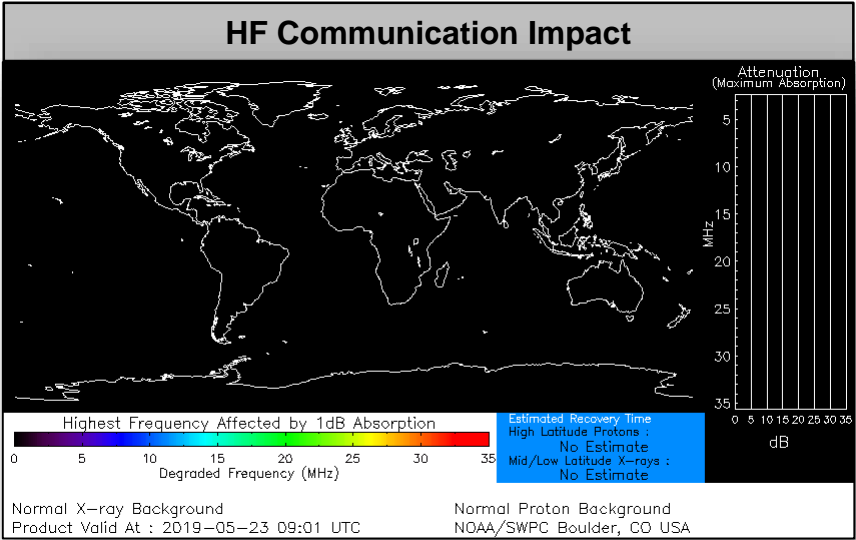 HF Communication Impact
Attenuation
(Maximum Absorption)
5
10
15
20
25
30
35
MHz
0 5 10 15 20 25 30 35
dB
Highest Frequency Affected by 1dB Absorption
0 5 10 15 20 25 30 35
Degraded Frequency (MHz)
Estimated Recovery Time
High Latitude Protons :
No Estimate
Mid/Low Latitude X-rays :
No Estimate
Normal X-ray Background
Normal Proton Background
Product Valid At : 2019-05-23 09:01 UTC
NOAA/SWPC Boulder, CO USA